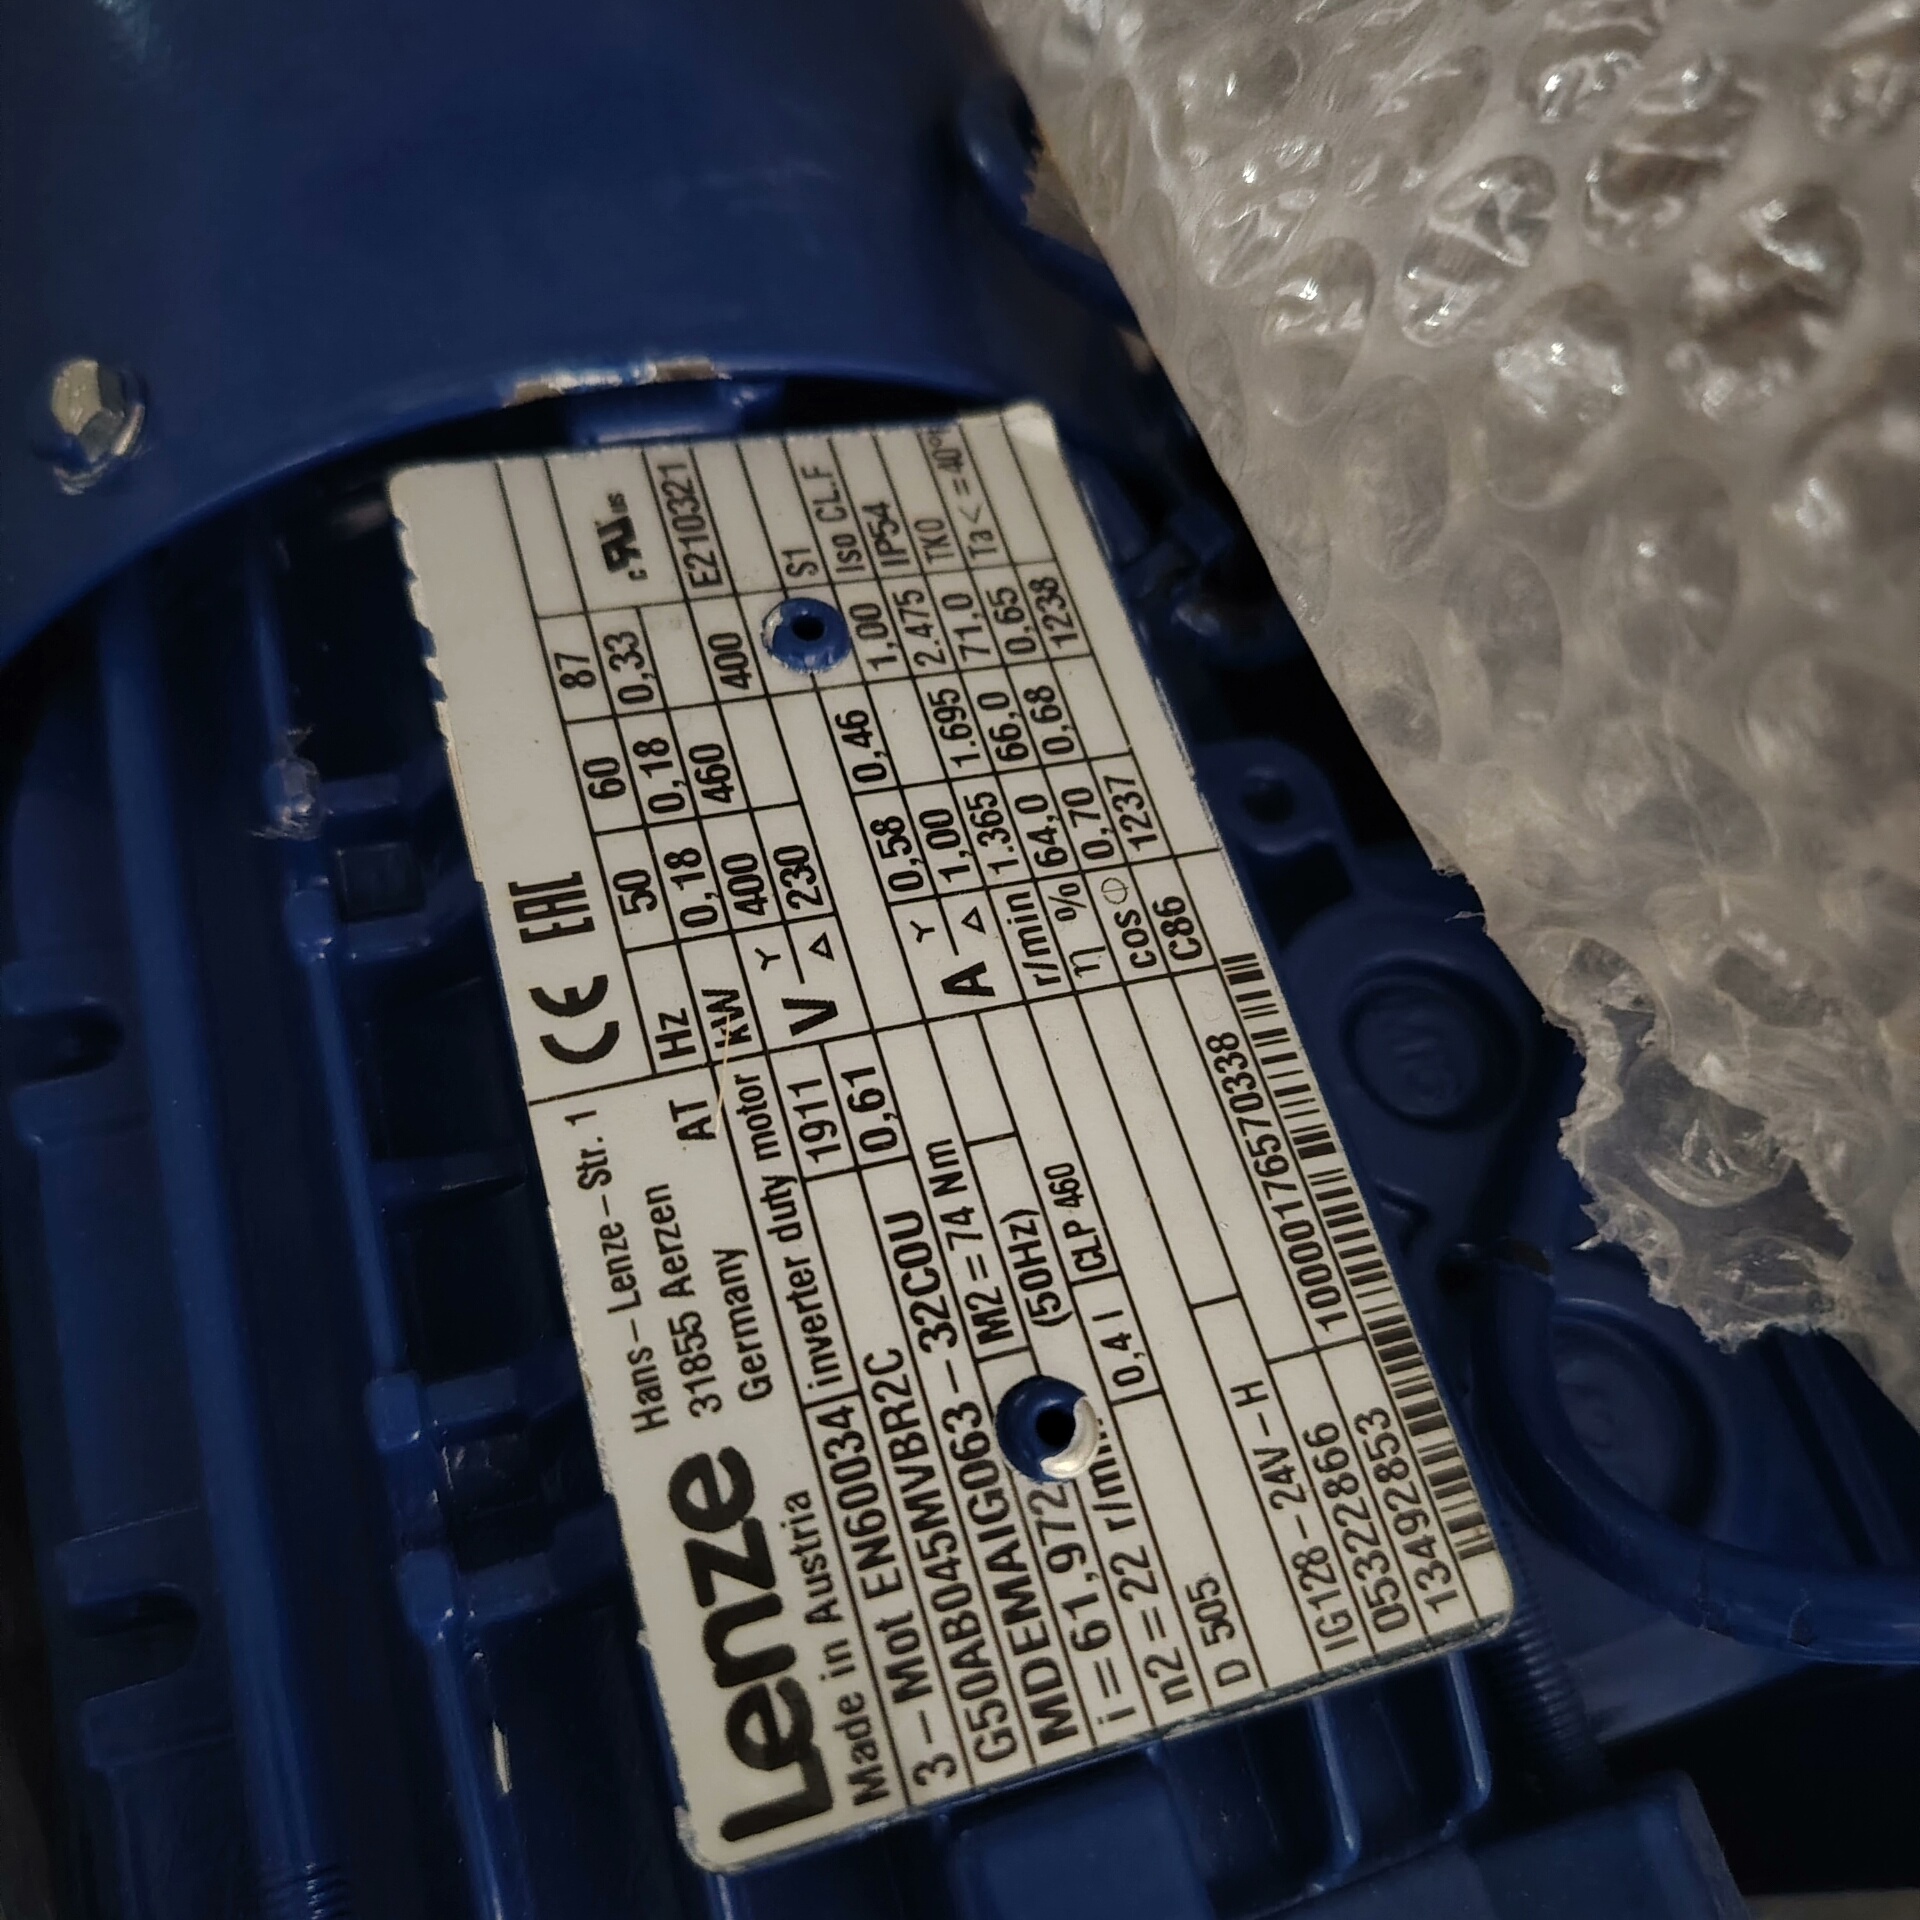 Lenze
Hans-Lenze-Str. 1
31855 Aerzen
Germany
AT
CE EAC
Made in Austria
inverter duty motor
3-Mot EN60034
1911
0,61
G50AB045MVBR2C
MDEMAIG063-32C0U
i=61,972
M2=74 Nm
n2=22 r/min
(50Hz)
D 505
0,4 l
CLP 460
IG128-24V-H
05322866
13492853
1000017657033​8
Hz 50 60 87
kW 0,18 0,18 0,33
V Y 400 460
Δ 230 400
A Y 0,58 0,46
Δ 1,00 1,00
r/min 1.365 1.695 2.475
η % 64,0 66,0 71,0
cos Φ 0,70 0,68 0,65
C86 1237 1238
cRUus
E210321
S1
Iso CL.F
IP54
TKO
Ta<=40°